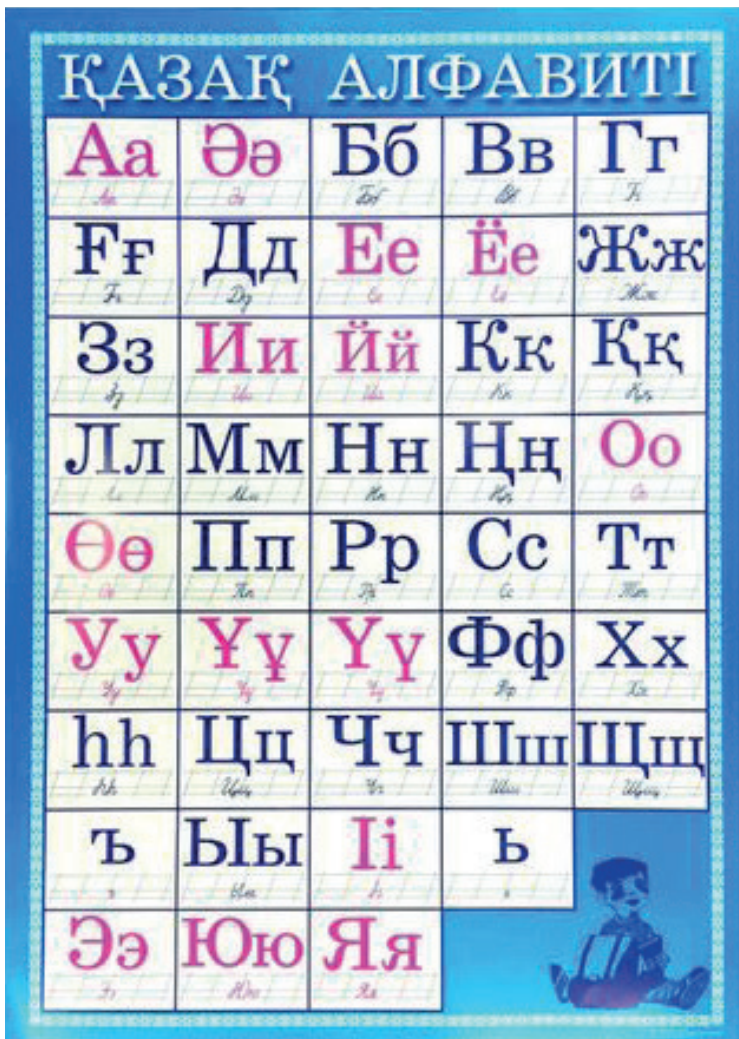 ҚАЗАҚ АЛФАВИТІ
Аа Әә Бб Вв Гг
Ғғ Дд Ее Ёе Жж
Зз Ии Йй Кк Ққ
Лл Мм Нн Ңң Оо
Өө Пп Рр Сс Тт
Уу Ұұ Үү Фф Хх
һһ Цц Чч Шш Щщ
ъ Ыы Іі ь
Ээ Юю Яя